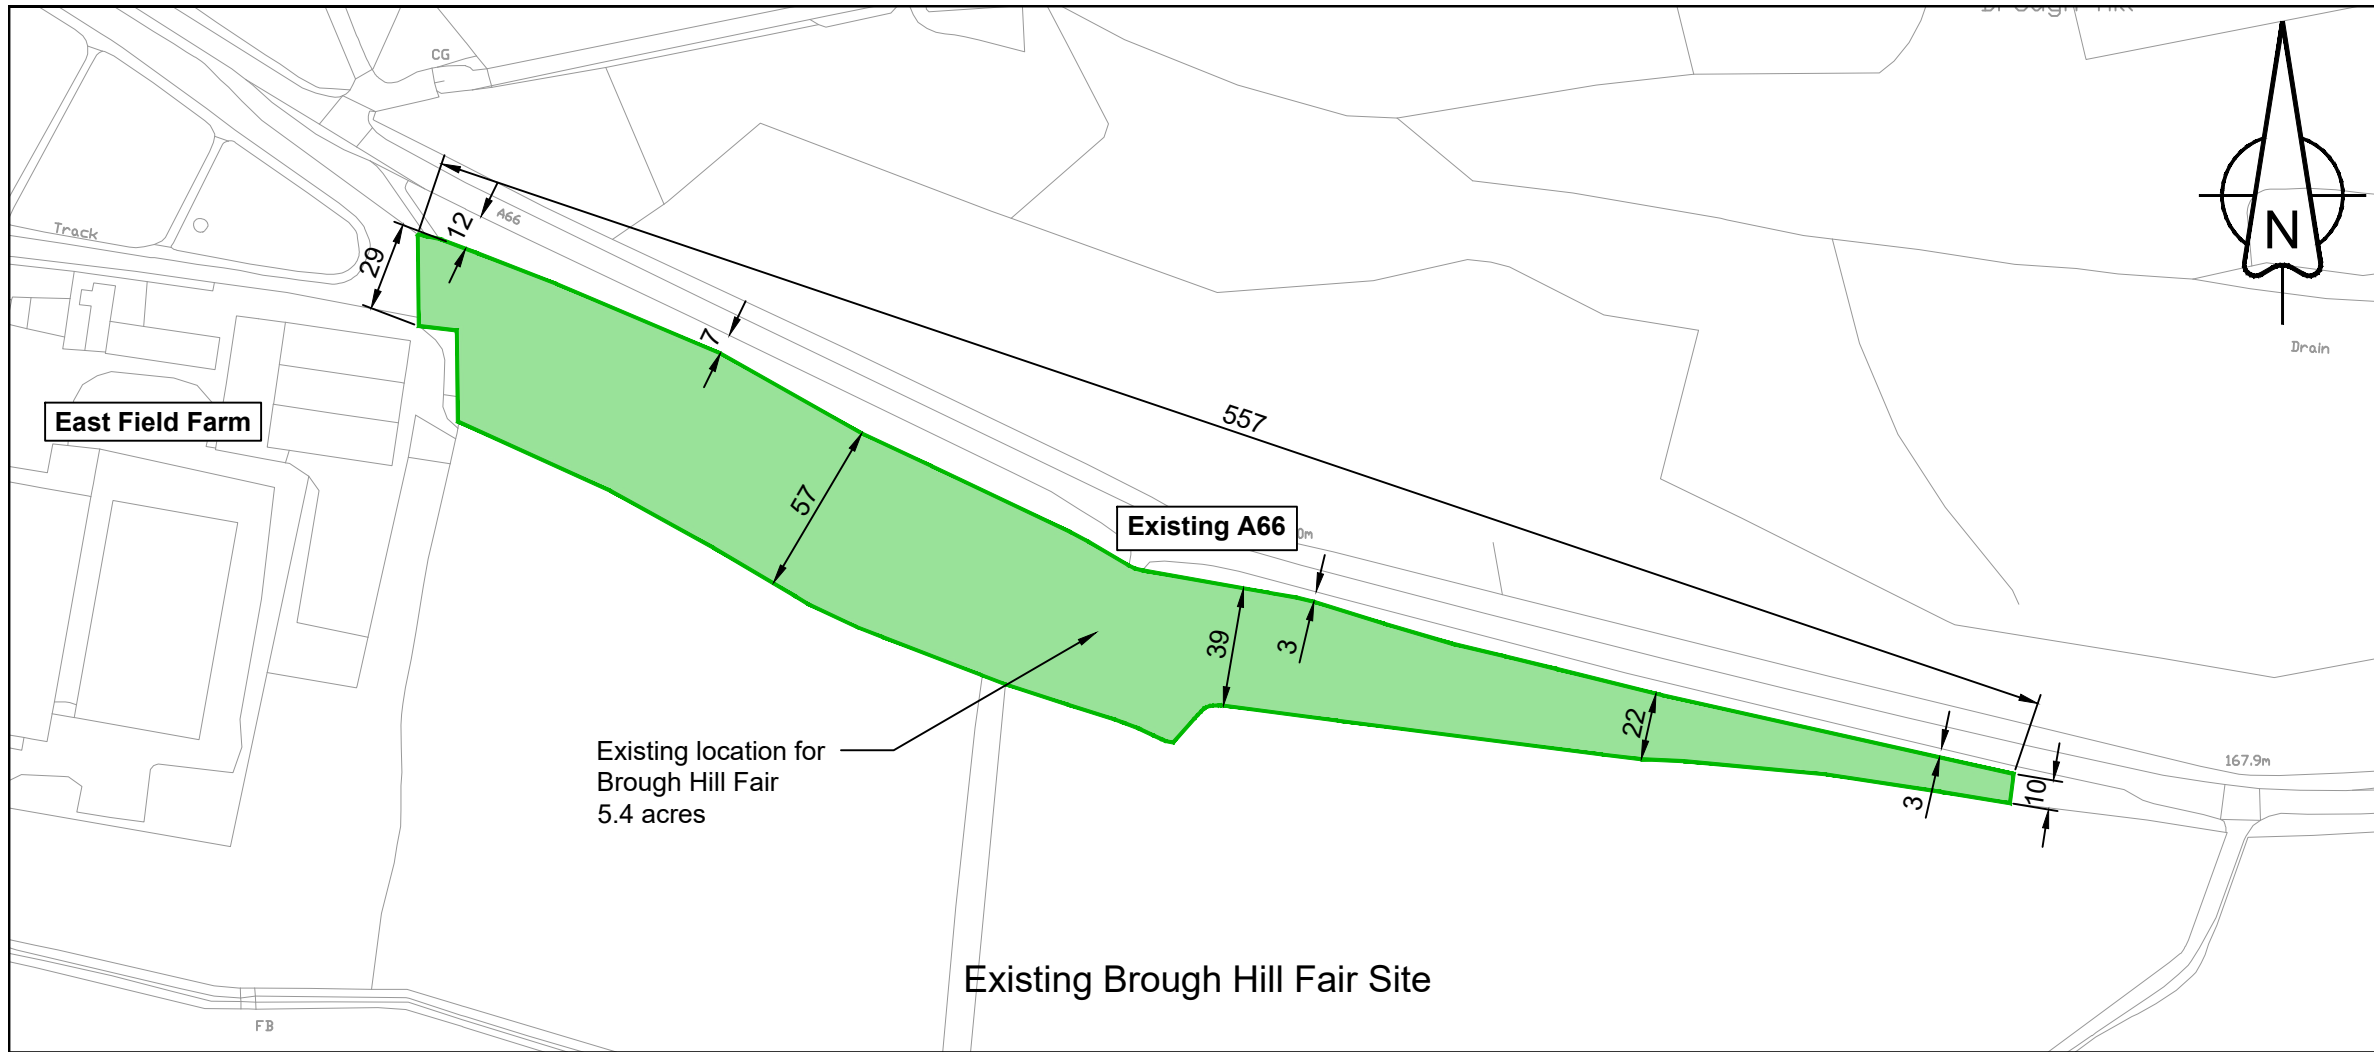 CG
N
12
A66
Track
29
7
Drain
East Field Farm
557
57
Existing A66
0m
39
3
22
Existing location for
Brough Hill Fair
5.4 acres
167.9m
3
10
Existing Brough Hill Fair Site
FB